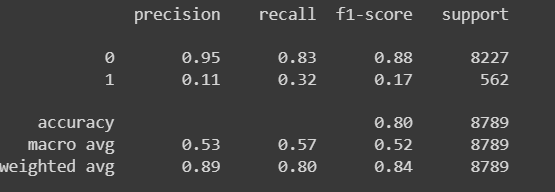 precision recall f1-score support
0 0.95 0.83 0.88 8227
1 0.11 0.32 0.17 562
accuracy 0.80 8789
macro avg 0.53 0.57 0.52 8789
weighted avg 0.89 0.80 0.84 8789